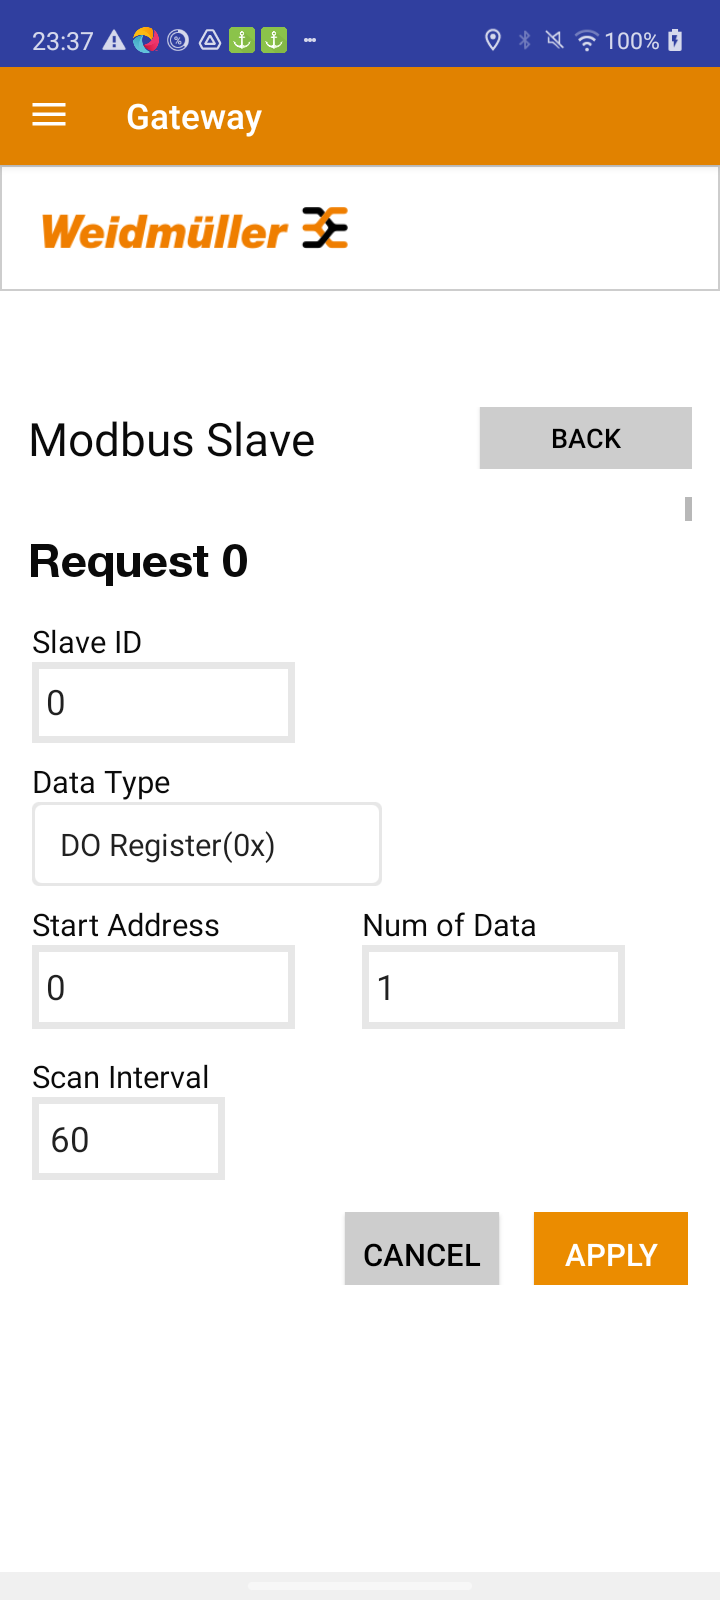 23:37 100%
Gateway
Weidmüller
Modbus Slave BACK
Request 0
Slave ID
0
Data Type
DO Register(0x)
Start Address Num of Data
0 1
Scan Interval
60
CANCEL APPLY